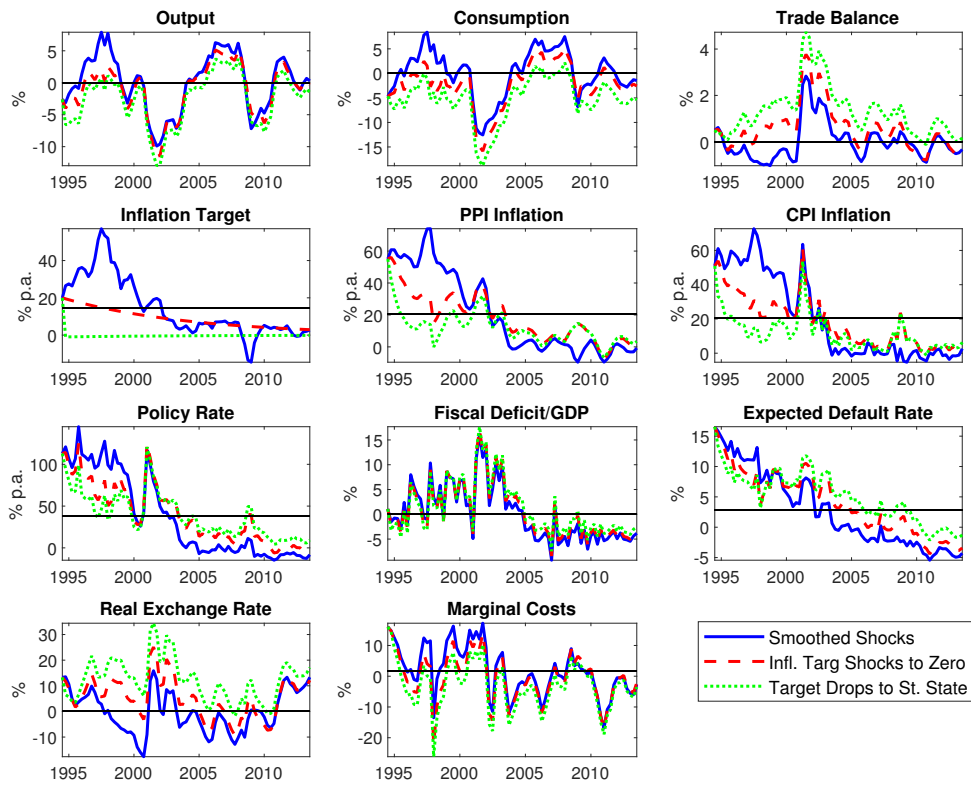 Output
%
5
0
-5
-10
1995 2000 2005 2010
Consumption
%
5
0
-5
-10
-15
1995 2000 2005 2010
Trade Balance
%
4
2
0
1995 2000 2005 2010
Inflation Target
% p.a.
40
20
0
1995 2000 2005 2010
PPI Inflation
% p.a.
60
40
20
0
1995 2000 2005 2010
CPI Inflation
% p.a.
60
40
20
0
1995 2000 2005 2010
Policy Rate
% p.a.
100
50
0
1995 2000 2005 2010
Fiscal Deficit/GDP
%
15
10
5
0
-5
1995 2000 2005 2010
Expected Default Rate
%
15
10
5
0
-5
1995 2000 2005 2010
Real Exchange Rate
%
30
20
10
0
-10
1995 2000 2005 2010
Marginal Costs
%
10
0
-10
-20
1995 2000 2005 2010
Smoothed Shocks
Infl. Targ Shocks to Zero
Target Drops to St. State